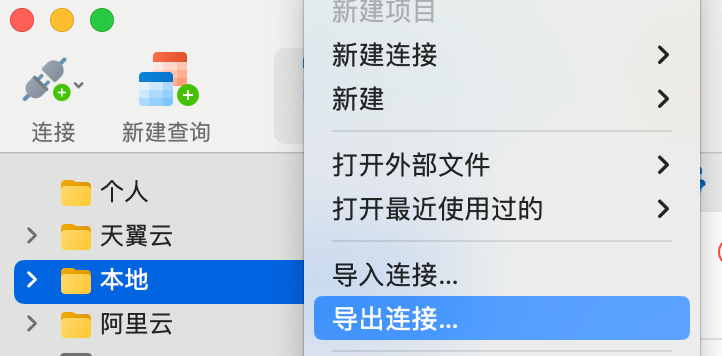 新建项目
新建连接
新建
打开外部文件
打开最近使用过的
导入连接...
导出连接...
连接
新建查询
个人
天翼云
本地
阿里云